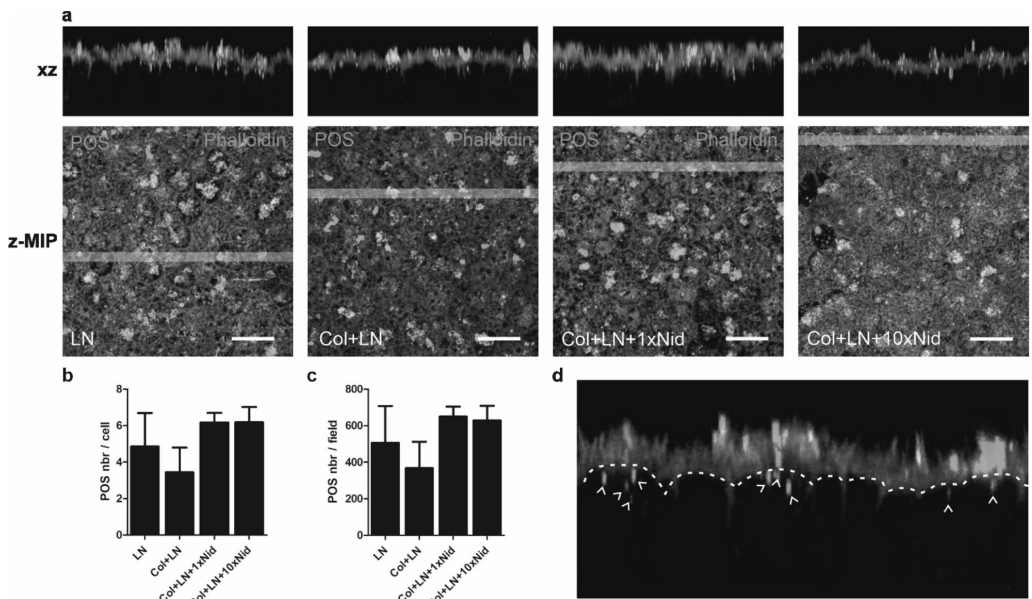 a
xz
POS Phalloidin
POS Phalloidin
POS Phalloidin
POS Phalloidin
z-MIP
LN
Col+LN
Col+LN+1xNid
Col+LN+10xNid
b
POS nbr / cell
8
6
4
2
0
LN
Col+LN
Col+LN+1xNid
Col+LN+10xNid
c
POS nbr / field
800
600
400
200
0
LN
Col+LN
Col+LN+1xNid
Col+LN+10xNid
d